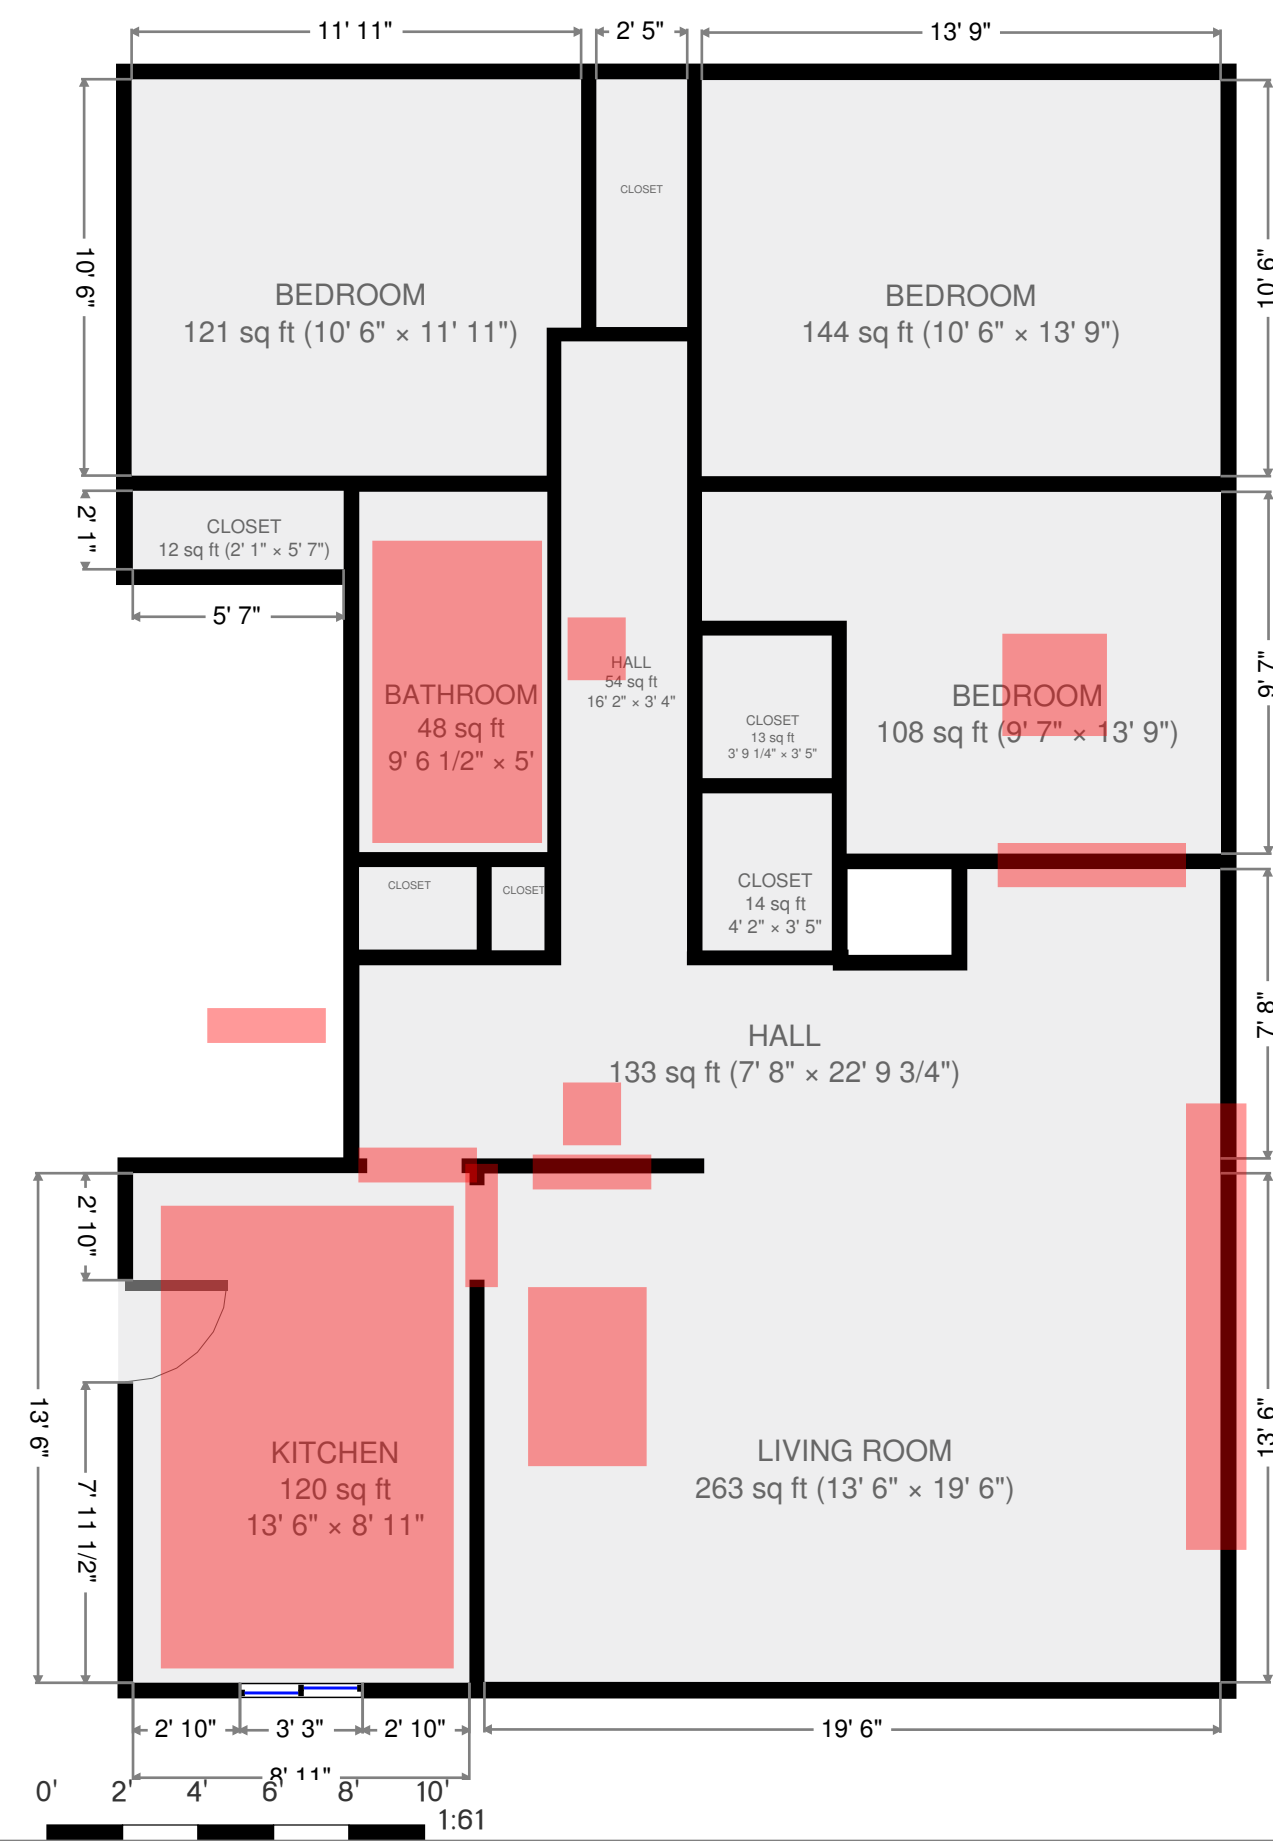 11' 11"
2' 5"
13' 9"
10' 6"
10' 6"
CLOSET
BEDROOM
121 sq ft (10' 6" × 11' 11")
BEDROOM
144 sq ft (10' 6" × 13' 9")
2' 1"
CLOSET
12 sq ft (2' 1" × 5' 7")
5' 7"
BATHROOM
48 sq ft
9' 6 1/2" × 5'
HALL
54 sq ft
16' 2" × 3' 4"
CLOSET
13 sq ft
3' 9 1/4" × 3' 5"
BEDROOM
108 sq ft (9' 7" × 13' 9")
9' 7"
CLOSET
CLOSET
CLOSET
14 sq ft
4' 2" × 3' 5"
7' 8"
HALL
133 sq ft (7' 8" × 22' 9 3/4")
2' 10"
13' 6"
7' 11 1/2"
KITCHEN
120 sq ft
13' 6" × 8' 11"
LIVING ROOM
263 sq ft (13' 6" × 19' 6")
13' 6"
2' 10"
3' 3"
2' 10"
19' 6"
8' 11"
0' 2' 4' 6' 8' 10'
1:61